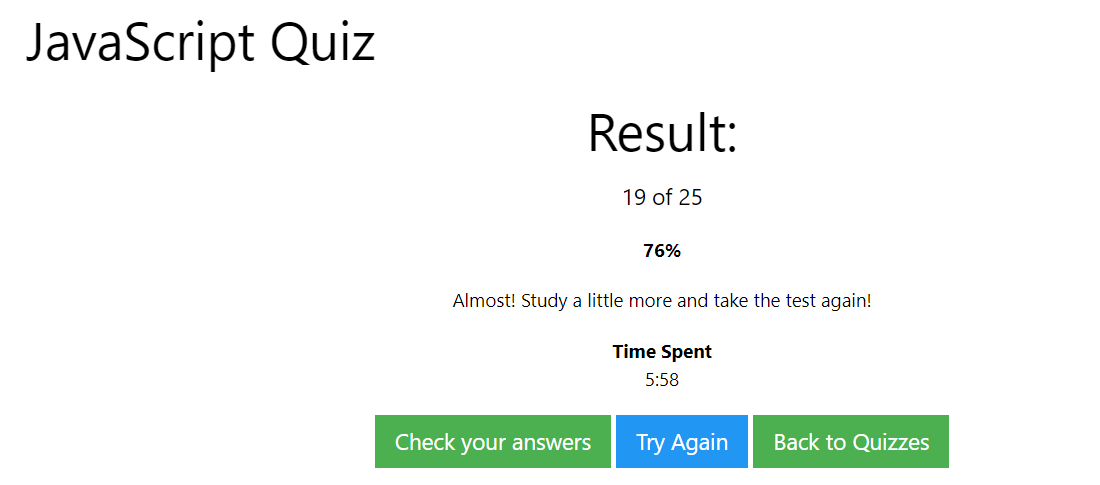 JavaScript Quiz
Result:
19 of 25
76%
Almost! Study a little more and take the test again!
Time Spent
5:58
Check your answers Try Again Back to Quizzes